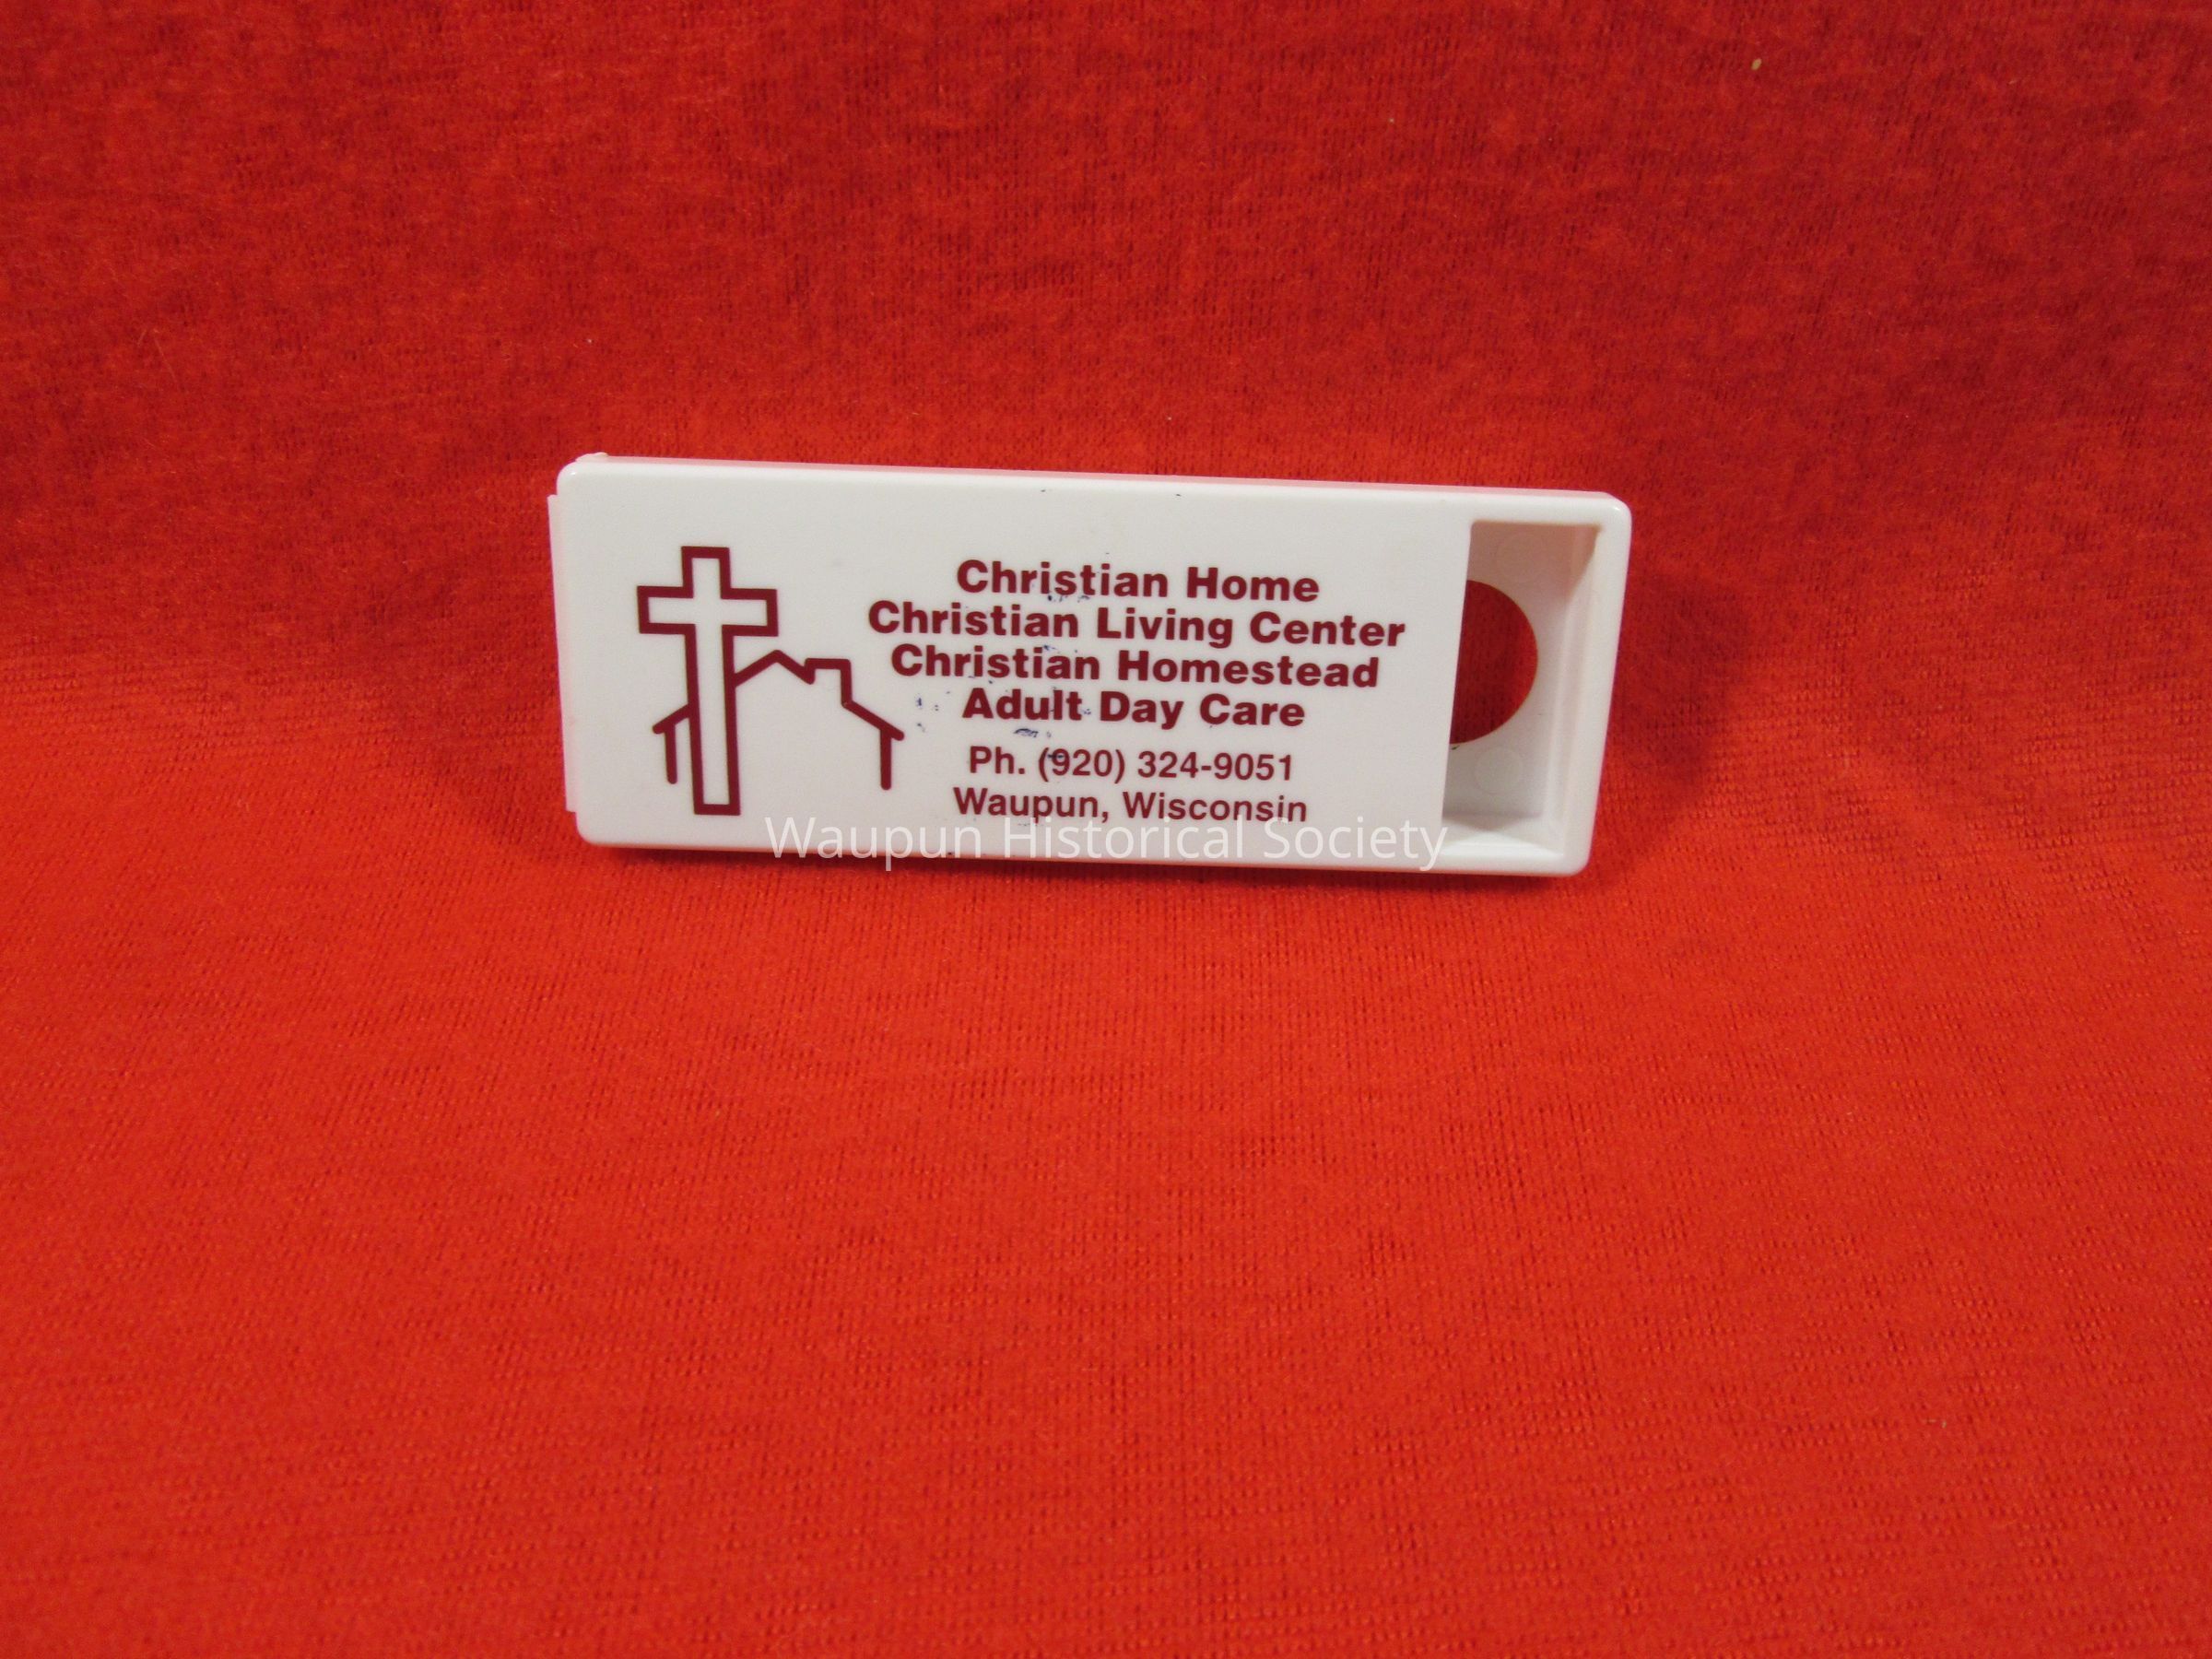 Christian Home
Christian Living Center
Christian Homestead
Adult Day Care
Ph. (920) 324-9051
Waupun, Wisconsin
Waupun Historical Society